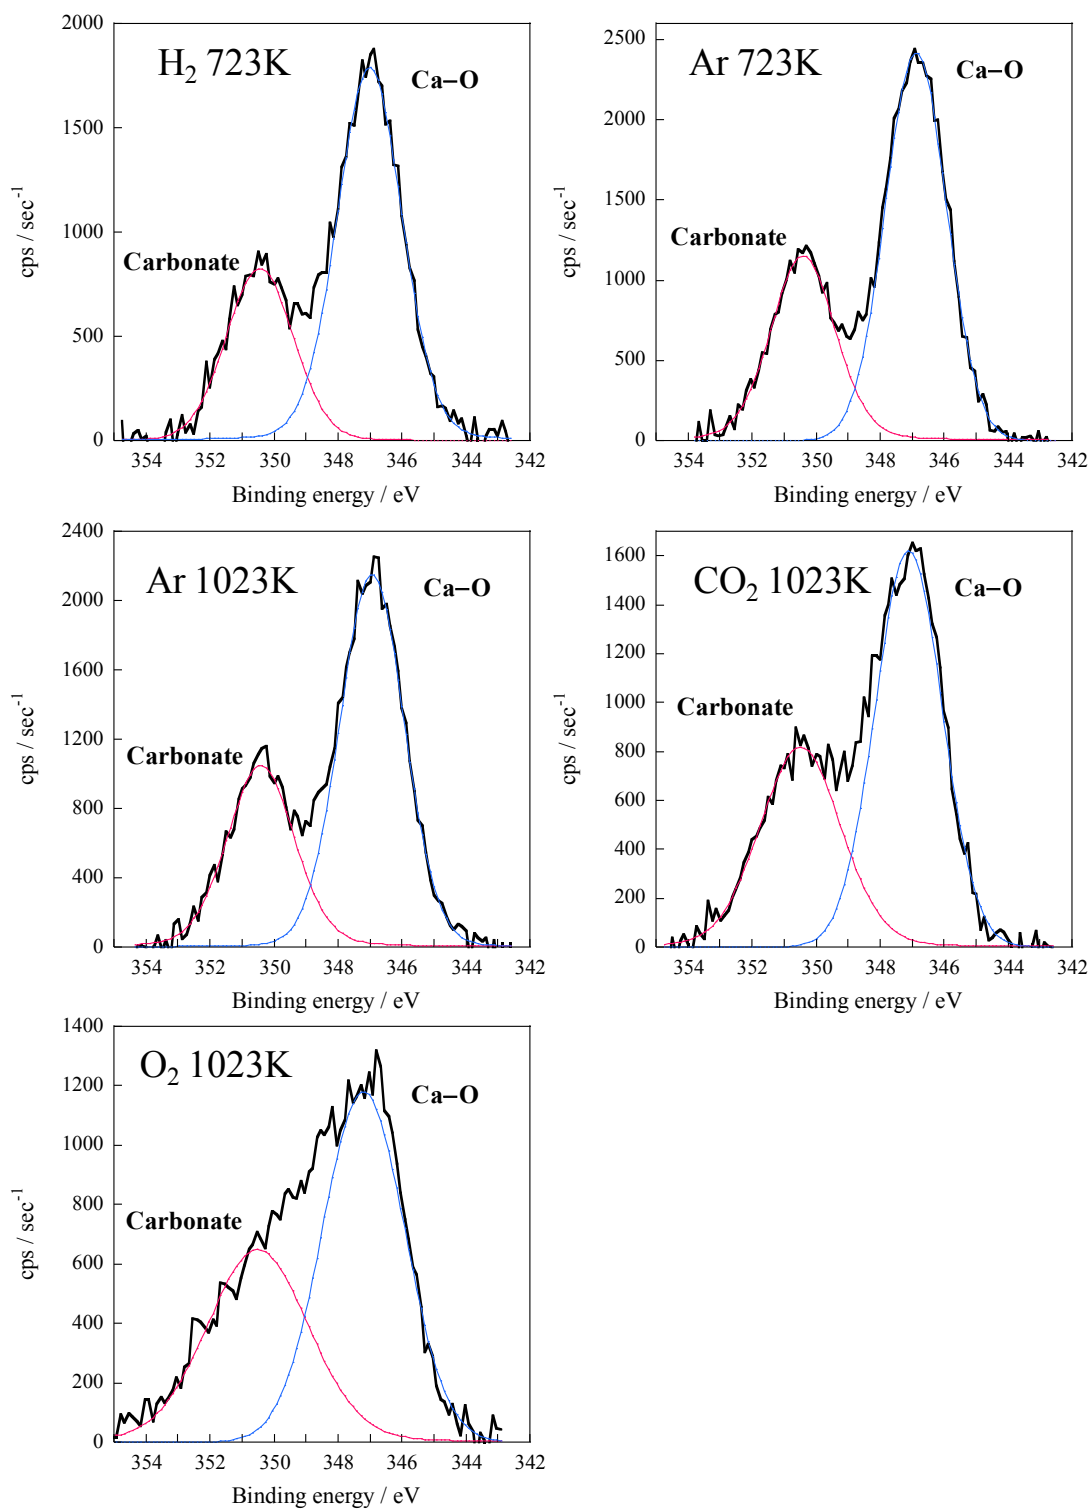 H2 723K
Ca–O
Carbonate
cps / sec-1
2000
1500
1000
500
0
354 352 350 348 346 344 342
Binding energy / eV
Ar 723K
Ca–O
Carbonate
cps / sec-1
2500
2000
1500
1000
500
0
354 352 350 348 346 344 342
Binding energy / eV
Ar 1023K
Ca–O
Carbonate
cps / sec-1
2400
2000
1600
1200
800
400
0
354 352 350 348 346 344 342
Binding energy / eV
CO2 1023K
Ca–O
Carbonate
cps / sec-1
1600
1400
1200
1000
800
600
400
200
0
354 352 350 348 346 344 342
Binding energy / eV
O2 1023K
Ca–O
Carbonate
cps / sec-1
1400
1200
1000
800
600
400
200
0
354 352 350 348 346 344 342
Binding energy / eV